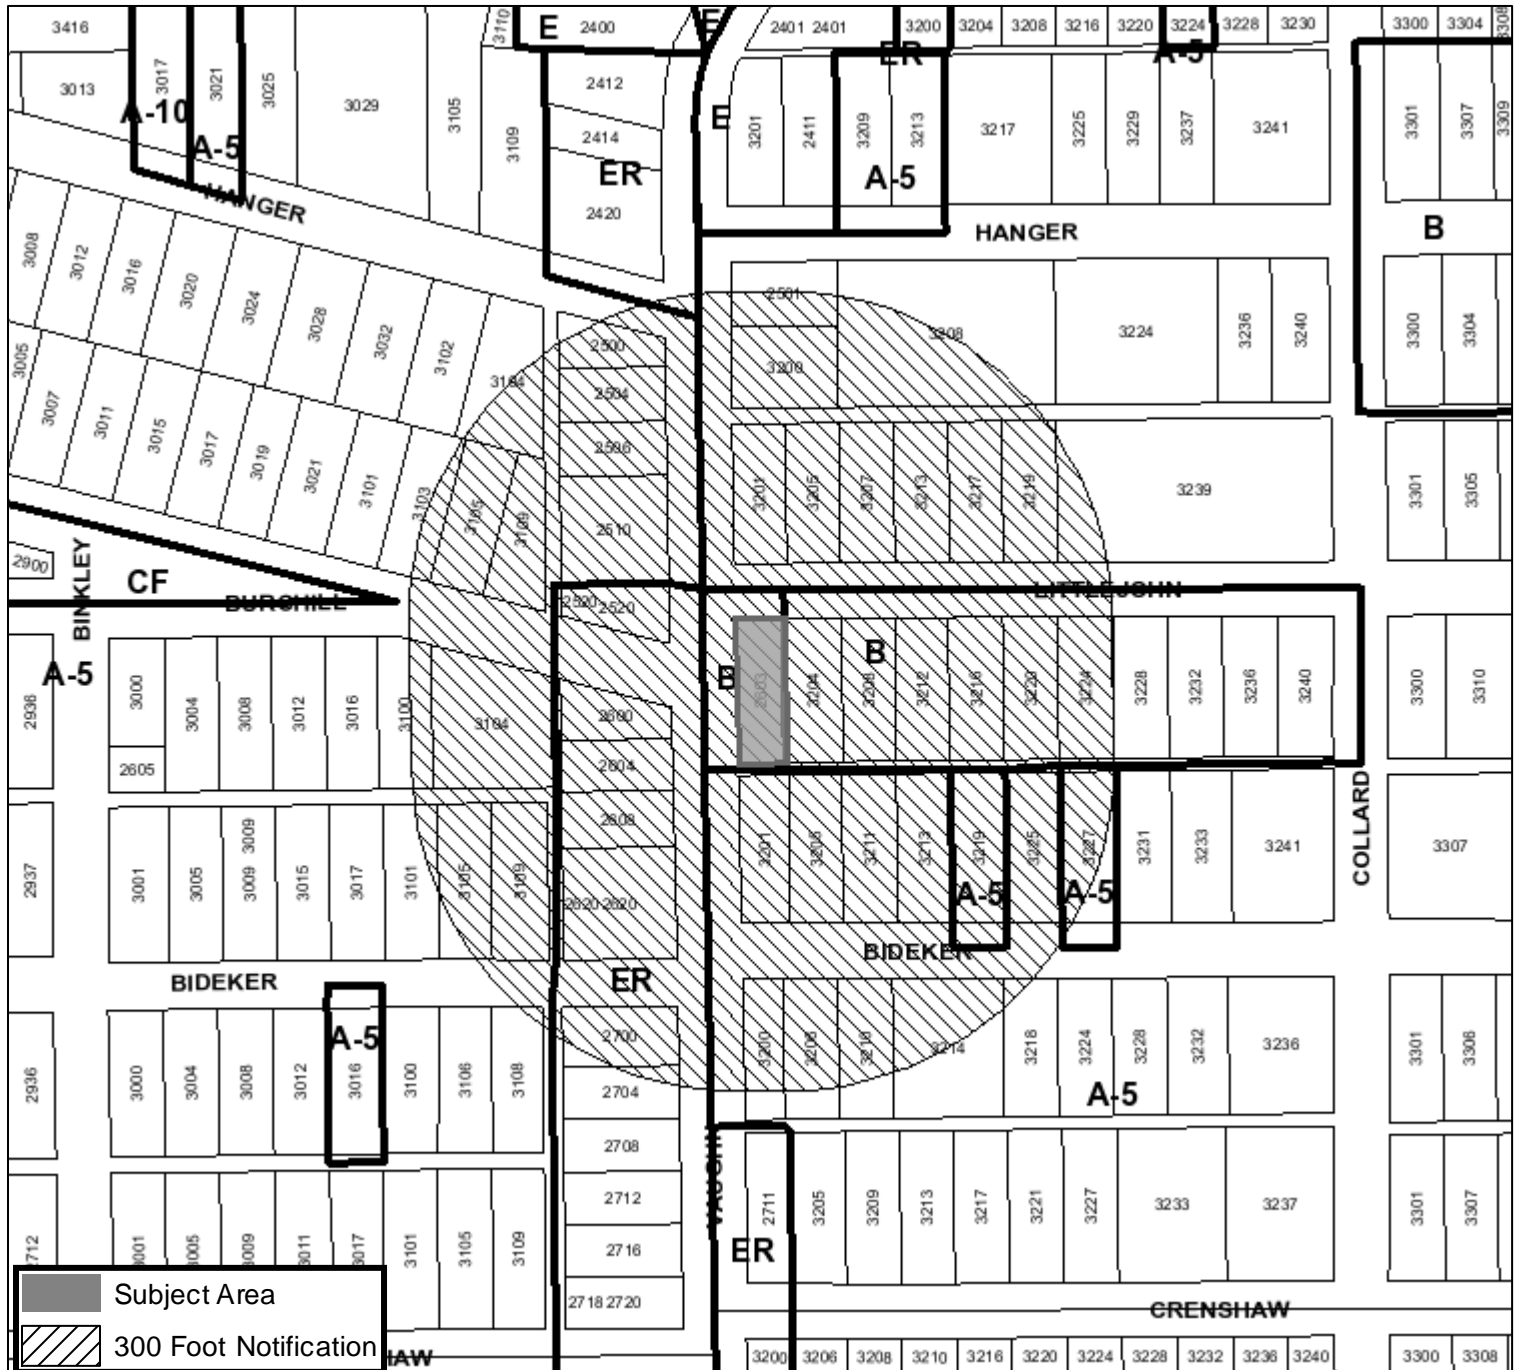 3416 3110 E 2400 E 2401 2401 3200 3204 3208 3216 3220 3224 3228 3230 3300 3304 3308
ER A-5
3013 3017 3021 3025 3029 3105 3109 2412 E 3201 2411 3209 3213 3217 3225 3229 3237 3241 3301 3307 3309
A-10 A-5 2414
ER A-5
HANGER 2420 HANGER B
3008 3012 3016 3020 3024 3028 3032 3102 3104
2501
2500 3200 3208 3224 3236 3240 3300 3304
2504
2506
3005 3007 3011 3015 3017 3019 3021 3101 3103 3105 3109
2510 3201 3205 3207 3213 3217 3219 3239 3301 3305
2900 BINKLEY CF
BURCHILL 2520 2520 LITTLEJOHN
A-5 B B
2936 3000 3004 3008 3012 3016 3100 3104 2600 2603 3204 3208 3212 3216 3220 3224 3228 3232 3236 3240 3300 3310
2605 2604
2608 COLLARD
2937 3001 3005 3009 3009 3015 3017 3101 3105 3109 3201 3205 3211 3213 3219 3225 3227 3231 3233 3241 3307
2620 2620 A-5 A-5
BIDEKER ER BIDEKER
A-5 2700
2936 3000 3004 3008 3012 3016 3100 3106 3108 3200 3206 3210 3214 3218 3224 3228 3232 3236 3301 3306
2704 A-5
2708 VAUGHN
2712 3001 3005 3009 3011 3017 3101 3105 3109 2712 2711 3205 3209 3213 3217 3221 3227 3233 3237 3301 3307
2716 ER
2718 2720 CRENSHAW
Subject Area
300 Foot Notification
HAW 3200 3206 3208 3210 3216 3220 3224 3228 3232 3236 3240 3300 3308